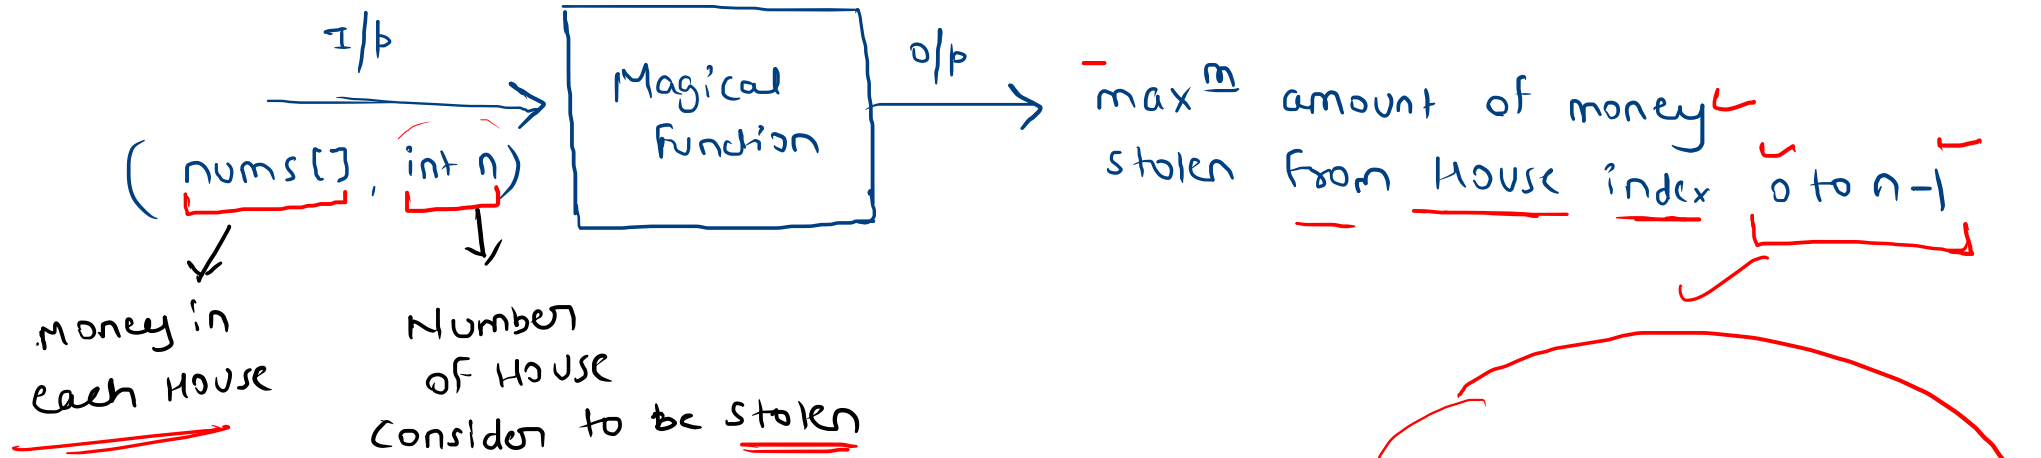 I/p
(nums[], int n)
Magical
Function
O/p
maxᵐ amount of money
stolen From House index 0 to n-1
Money in
each House
Number
of House
Consider to be stolen